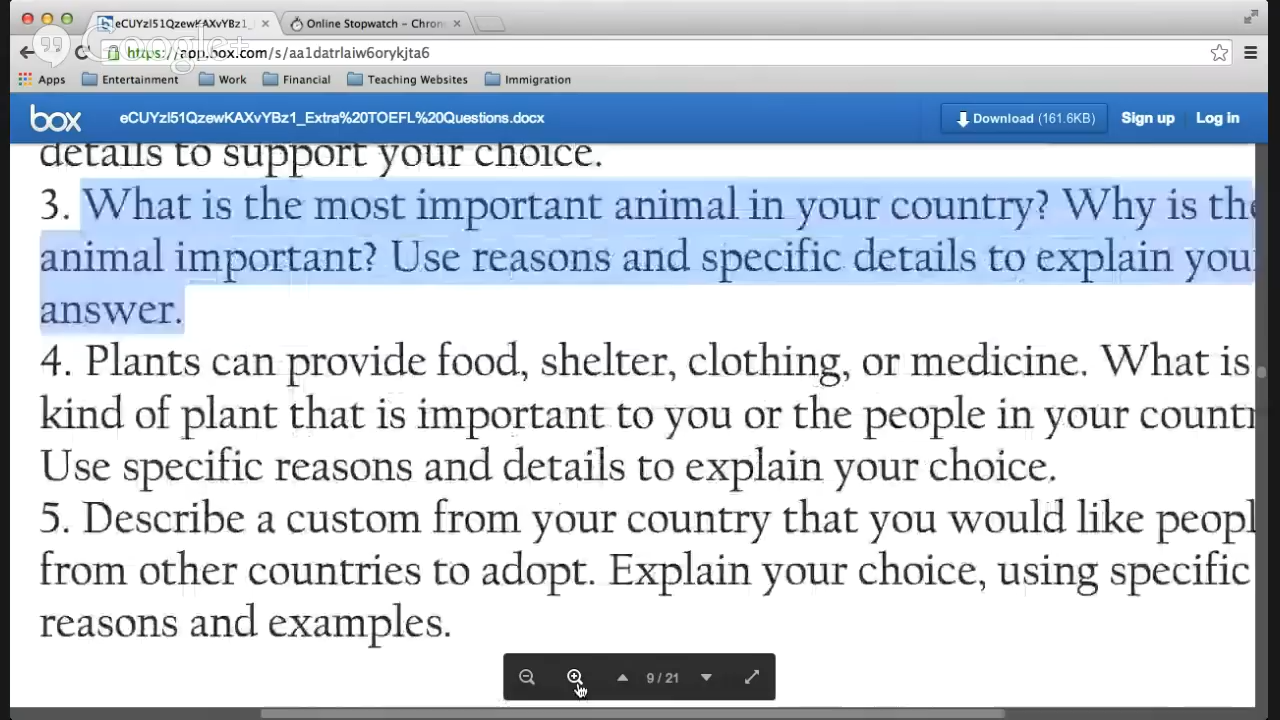 eCUYzI51QzewKAXvYBz1_
Online Stopwatch – Chrom
Google+
https://app.box.com/s/aa1datrlaiw6orykjta6
Apps Entertainment Work Financial Teaching Websites Immigration
box eCUYzI51QzewKAXvYBz1_Extra%20TOEFL%20Questions.docx Download (161.6KB) Sign up Log in
details to support your choice.
3. What is the most important animal in your country? Why is the
animal important? Use reasons and specific details to explain your
answer.
4. Plants can provide food, shelter, clothing, or medicine. What is
kind of plant that is important to you or the people in your countr
Use specific reasons and details to explain your choice.
5. Describe a custom from your country that you would like peopl
from other countries to adopt. Explain your choice, using specific
reasons and examples.
9 / 21